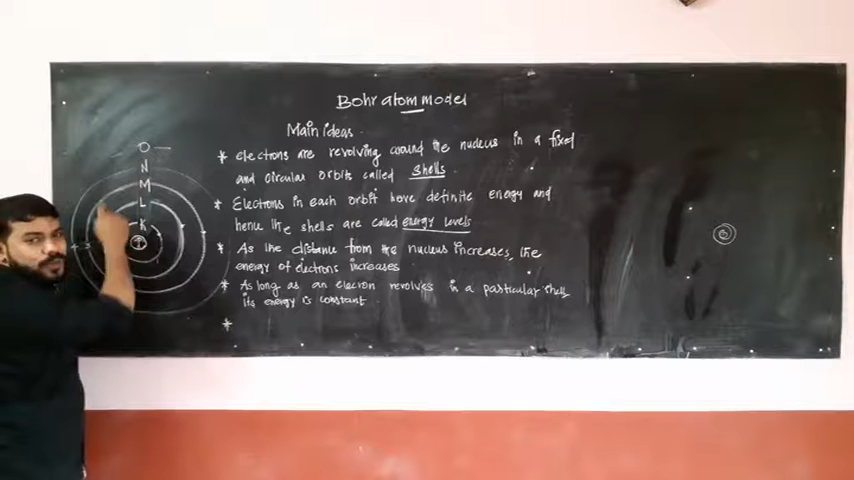 Bohr atom model
Main ideas
* electrons are revolving around the nucleus in a fixed
and circular orbits called shells
* Electrons in each orbit have definite energy and
henue the shells are called energy levels
* As the distance from the nucleus increases, the
energy of electrons increases
* As long as an elecron revolves in a particular shell
its energy is constant
*
O
N
M
L
K